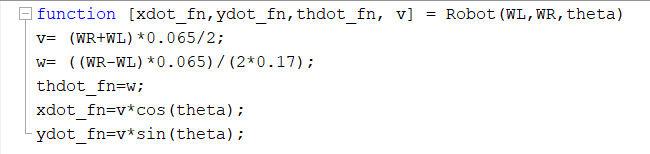 function [xdot_fn,ydot_fn,thdot_fn, v] = Robot(WL,WR,theta)
v= (WR+WL)*0.065/2;
w= ((WR-WL)*0.065)/(2*0.17);
thdot_fn=w;
xdot_fn=v*cos(theta);
ydot_fn=v*sin(theta);